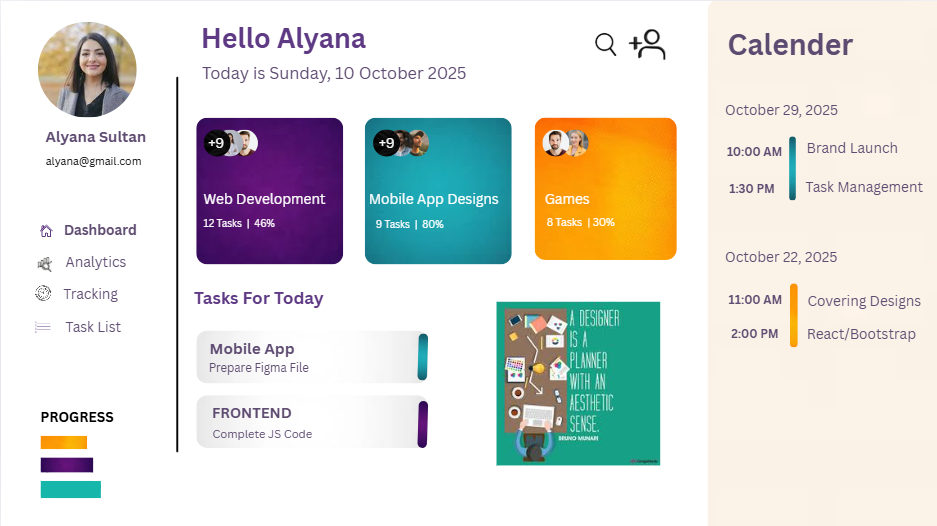 Alyana Sultan
alyana@gmail.com
Dashboard
Analytics
Tracking
Task List
PROGRESS
Hello Alyana
Today is Sunday, 10 October 2025
+9
Web Development
12 Tasks | 46%
+9
Mobile App Designs
9 Tasks | 80%
Games
8 Tasks | 30%
Tasks For Today
Mobile App
Prepare Figma File
FRONTEND
Complete JS Code
A DESIGNER
IS A
PLANNER
WITH AN
AESTHETIC
SENSE.
BRUNO MUNARI
Calender
October 29, 2025
10:00 AM Brand Launch
1:30 PM Task Management
October 22, 2025
11:00 AM Covering Designs
2:00 PM React/Bootstrap